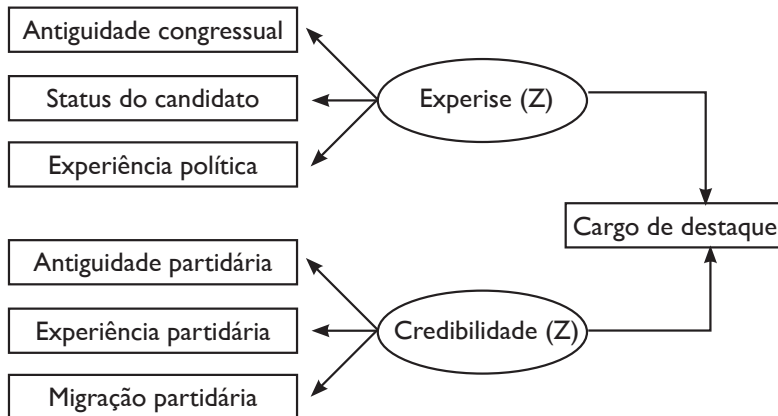 Antiguidade congressual
Status do candidato
Experise (Z)
Experiência política
Cargo de destaque
Antiguidade partidária
Experiência partidária
Credibilidade (Z)
Migração partidária